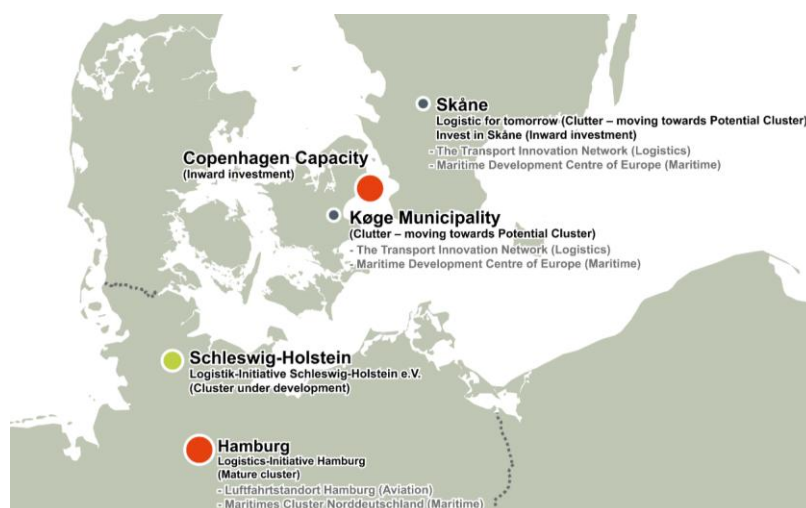 Skåne
Logistic for tomorrow (Clutter – moving towards Potential Cluster)
Invest in Skåne (Inward investment)
- The Transport Innovation Network (Logistics)
- Maritime Development Centre of Europe (Maritime)
Copenhagen Capacity
(Inward investment)
Køge Municipality
(Clutter – moving towards Potential Cluster)
- The Transport Innovation Network (Logistics)
- Maritime Development Centre of Europe (Maritime)
Schleswig-Holstein
Logistik-Initiative Schleswig-Holstein e.V.
(Cluster under development)
Hamburg
Logistics-Initiative Hamburg
(Mature cluster)
- Luftfahrtstandort Hamburg (Aviation)
- Maritimes Cluster Norddeutschland (Maritime)